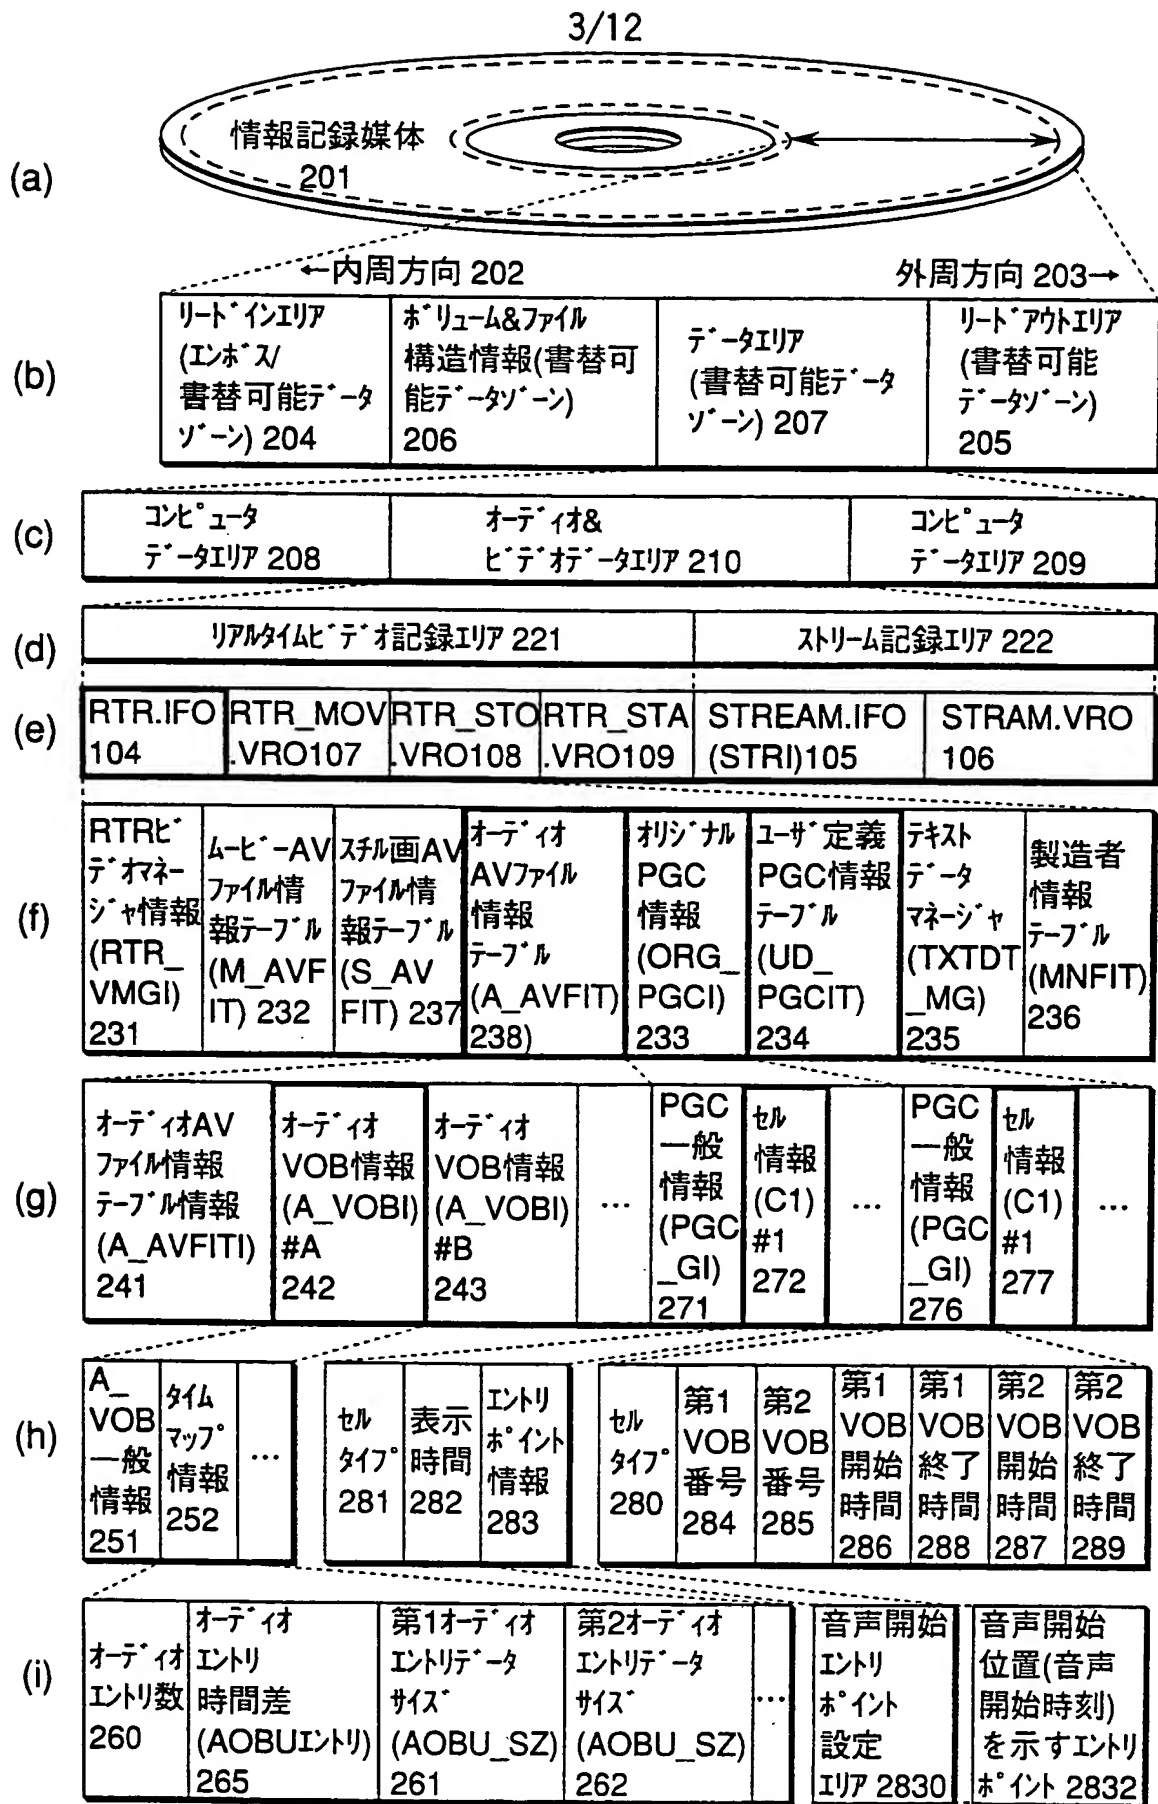 3/12
(a)
情報記録媒体
201
←内周方向 202
外周方向 203→
(b)
リードインエリア
(エンボス/
書替可能データ
ゾーン) 204
ボリューム&ファイル
構造情報(書替可
能データゾーン)
206
データエリア
(書替可能データ
ゾーン) 207
リードアウトエリア
(書替可能
データゾーン)
205
(c)
コンピュータ
データエリア 208
オーディオ&
ビデオデータエリア 210
コンピュータ
データエリア 209
(d)
リアルタイムビデオ記録エリア 221
ストリーム記録エリア 222
(e)
RTR.IFO
104
RTR_MOV
.VRO107
RTR_STO
.VRO108
RTR_STA
.VRO109
STREAM.IFO
(STRI)105
STRAM.VRO
106
(f)
RTRビ
デオマネー
ジャ情報
(RTR_
VMGI)
231
ムービーAV
ファイル情
報テーブル
(M_AVF
IT) 232
スチル画AV
ファイル情
報テーブル
(S_AV
FIT) 237
オーディオ
AVファイル
情報
テーブル
(A_AVFIT)
238)
オリジナル
PGC
情報
(ORG_
PGCI)
233
ユーザ定義
PGC情報
テーブル
(UD_
PGCIT)
234
テキスト
データ
マネージャ
(TXTDT
_MG)
235
製造者
情報
テーブル
(MNFIT)
236
(g)
オーディオAV
ファイル情報
テーブル情報
(A_AVFITI)
241
オーディオ
VOB情報
(A_VOBI)
#A
242
オーディオ
VOB情報
(A_VOBI)
#B
243
…
PGC
一般
情報
(PGC
_GI)
271
セル
情報
(C1)
#1
272
…
PGC
一般
情報
(PGC
_GI)
276
セル
情報
(C1)
#1
277
…
(h)
A_
VOB
一般
情報
251
タイム
マップ
情報
252
…
セル
タイプ
281
表示
時間
282
エントリ
ポイント
情報
283
セル
タイプ
280
第1
VOB
番号
284
第2
VOB
番号
285
第1
VOB
開始
時間
286
第1
VOB
終了
時間
288
第2
VOB
開始
時間
287
第2
VOB
終了
時間
289
(i)
オーディオ
エントリ数
260
オーディオ
エントリ
時間差
(AOBUエントリ)
265
第1オーディオ
エントリデータ
サイズ
(AOBU_SZ)
261
第2オーディオ
エントリデータ
サイズ
(AOBU_SZ)
262
…
音声開始
エントリ
ポイント
設定
エリア 2830
音声開始
位置(音声
開始時刻)
を示すエントリ
ポイント 2832